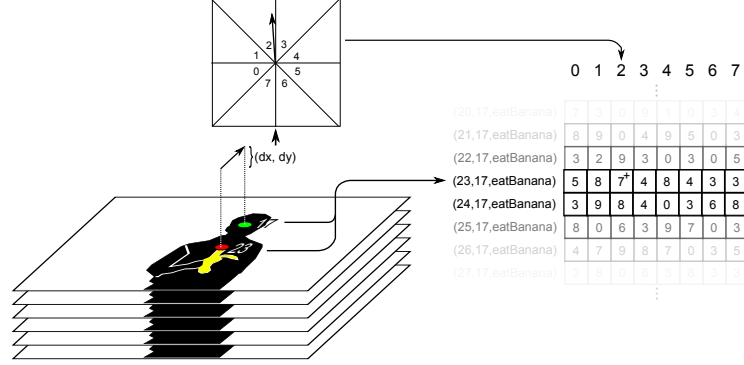 2 3
1 4
0 5
7 6
}(dx, dy)
17
23
0 1 2 3 4 5 6 7
(20,17,eatBanana)
(21,17,eatBanana) 8 9 0 4 9 5 0 3
(22,17,eatBanana) 3 2 9 3 0 3 0 5
(23,17,eatBanana) 5 8 7+ 4 8 4 3 3
(24,17,eatBanana) 3 9 8 4 0 3 6 8
(25,17,eatBanana) 8 0 6 3 9 7 0 3
(26,17,eatBanana) 4 7 9 8 7 0 3 5
(27,17,eatBanana)